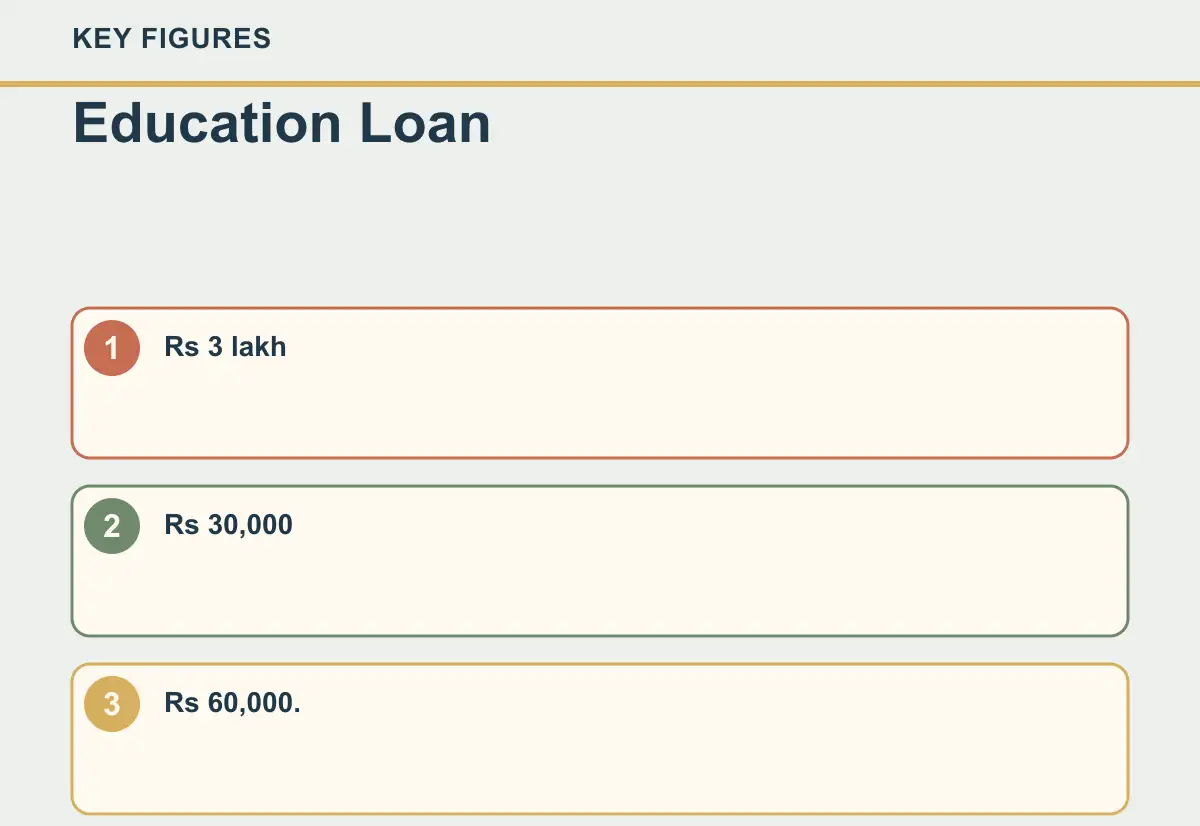 KEY FIGURES
Education Loan
1
Rs 3 lakh
2
Rs 30,000
3
Rs 60,000.